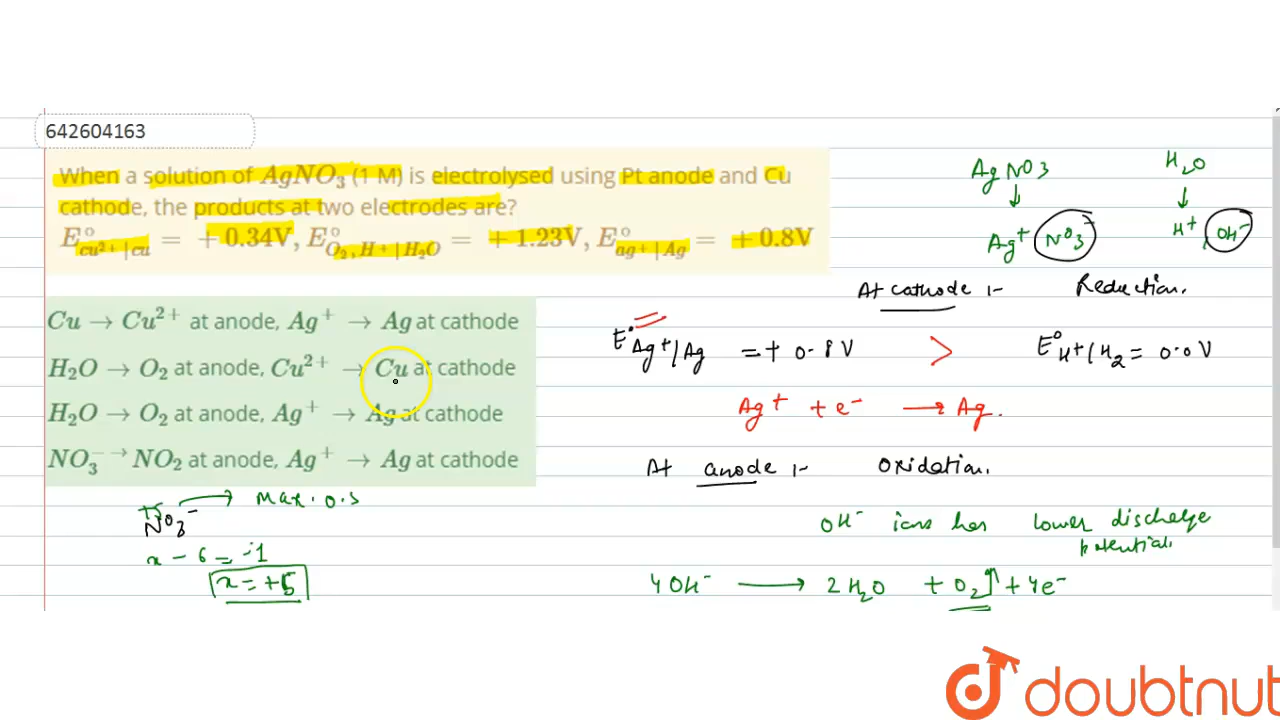 642604163
When a solution of AgNO₃ (1 M) is electrolysed using Pt anode and Cu
cathode, the products at two electrodes are?
E°cu²⁺|cu = +0.34V, E°O₂,H⁺|H₂O = +1.23V, E°ag⁺|Ag = +0.8V
Cu → Cu²⁺ at anode, Ag⁺ → Ag at cathode
H₂O → O₂ at anode, Cu²⁺ → Cu at cathode
H₂O → O₂ at anode, Ag⁺ → Ag at cathode
NO₃⁻ → NO₂ at anode, Ag⁺ → Ag at cathode
NO₃⁻ → Max. O.S
x - 6 = -1
x = +5
AgNO3 H₂O
↓ ↓
Ag⁺ NO3⁻ H⁺, OH⁻
At cathode :- Reduction.
E° Ag⁺/Ag = + 0.8V > E° H⁺/H₂ = 0.0V
Ag⁺ + e⁻ → Ag.
At anode :- Oxidation.
OH⁻ ions has lower discharge
potential.
4OH⁻ → 2H₂O + O₂↑ + 4e⁻
doubtnut